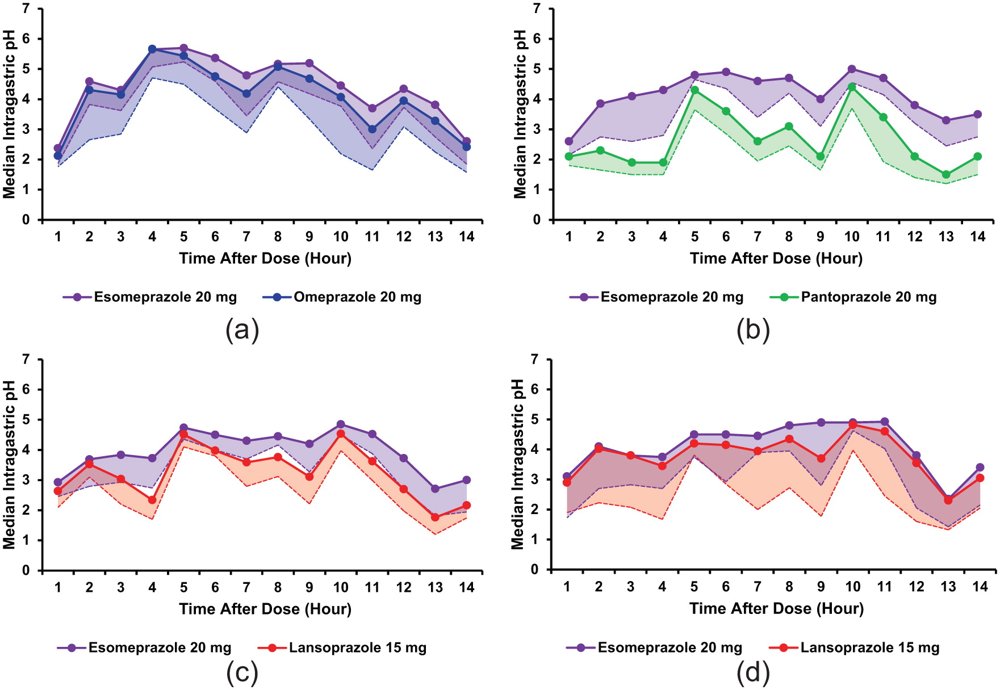 Median Intragastric pH
7
6
5
4
3
2
1
0
1 2 3 4 5 6 7 8 9 10 11 12 13 14
Time After Dose (Hour)
Esomeprazole 20 mg Omeprazole 20 mg
(a)
Median Intragastric pH
7
6
5
4
3
2
1
0
1 2 3 4 5 6 7 8 9 10 11 12 13 14
Time After Dose (Hour)
Esomeprazole 20 mg Pantoprazole 20 mg
(b)
Median Intragastric pH
7
6
5
4
3
2
1
0
1 2 3 4 5 6 7 8 9 10 11 12 13 14
Time After Dose (Hour)
Esomeprazole 20 mg Lansoprazole 15 mg
(c)
Median Intragastric pH
7
6
5
4
3
2
1
0
1 2 3 4 5 6 7 8 9 10 11 12 13 14
Time After Dose (Hour)
Esomeprazole 20 mg Lansoprazole 15 mg
(d)